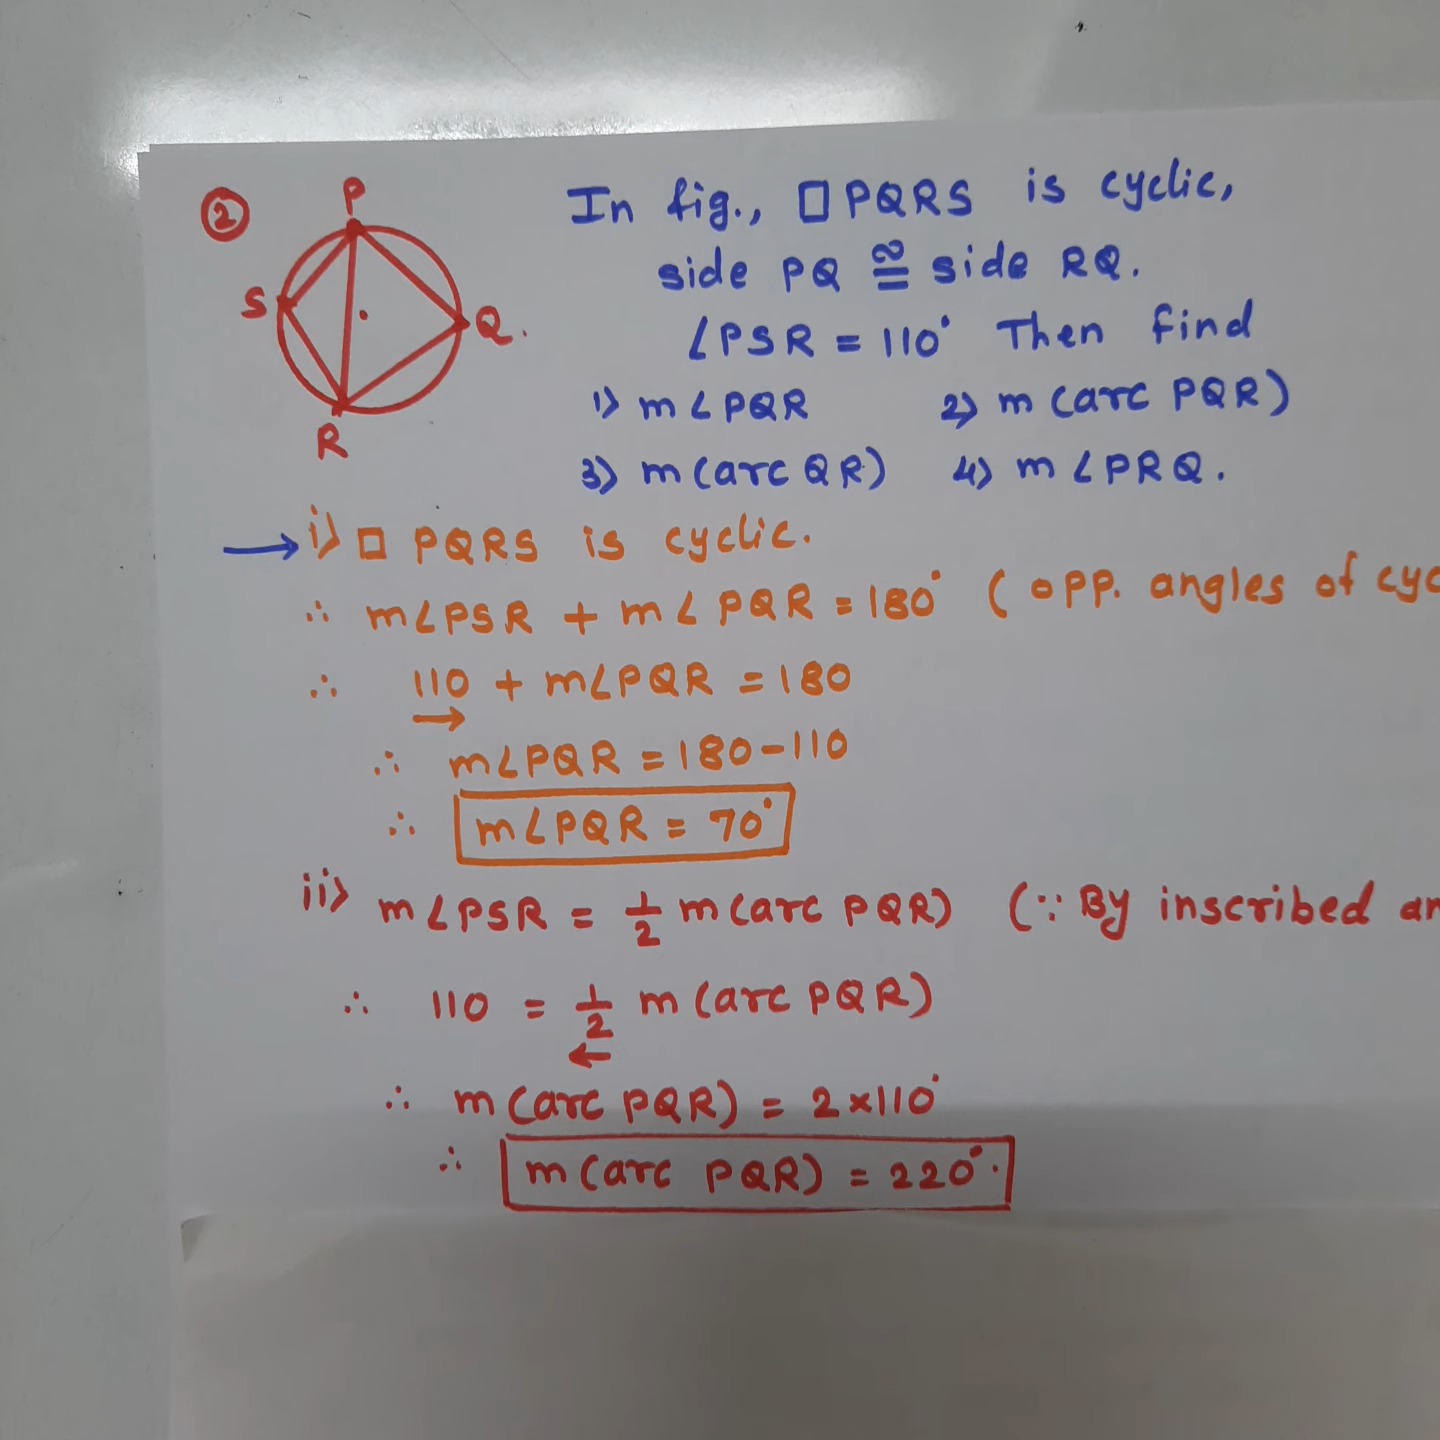 ②
P
S
Q.
R
In fig., □PQRS is cyclic,
side PQ ≅ side RQ.
∠PSR = 110° Then find
1) m∠PQR 2) m(arc PQR)
3) m(arc QR) 4) m∠PRQ.
→ i) □ PQRS is cyclic.
∴ m∠PSR + m∠PQR = 180° (opp. angles of cyc
∴ 110 + m∠PQR = 180
∴ m∠PQR = 180-110
∴ m∠PQR = 70°
ii) m∠PSR = 1/2 m(arc PQR) (∵ By inscribed an
∴ 110 = 1/2 m(arc PQR)
∴ m(arc PQR) = 2×110°
∴ m(arc PQR) = 220°.